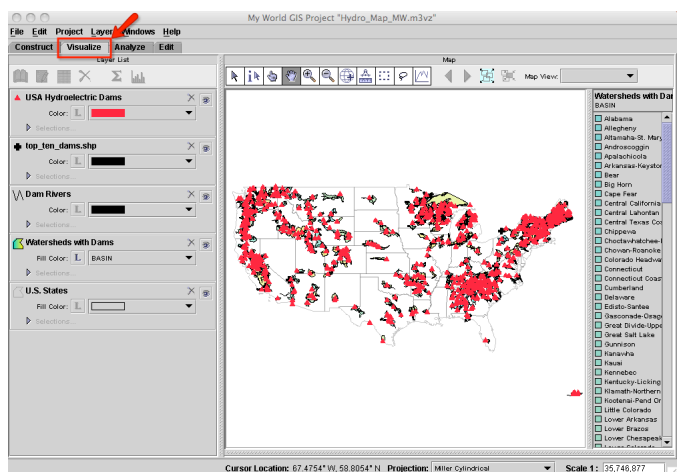 My World GIS Project "Hydro_Map_MW.m3vz"
File Edit Project Layer Windows Help
Construct Visualize Analyze Edit
Layer List
Map
Map View:
USA Hydroelectric Dams
Color: L
Selections...
top_ten_dams.shp
Color: L
Selections...
Dam Rivers
Color: L
Selections...
Watersheds with Dams
Fill Color: L BASIN
Selections...
U.S. States
Fill Color: L
Selections...
Watersheds with Dar
BASIN
Alabama
Allegheny
Altamaha-St. Mary
Androscoggin
Apalachicola
Arkansas-Keystor
Bear
Big Horn
Cape Fear
Central California
Central Lahontan
Central Texas Coa
Chippewa
Choctawhatchee-E
Chowan-Roanoke
Colorado Headwat
Connecticut
Connecticut Coast
Cumberland
Delaware
Edisto-Santee
Gasconade-Osage
Great Divide-Uppe
Great Salt Lake
Gunnison
Kanawha
Kauai
Kennebec
Kentucky-Licking
Klamath-Northern
Kootenai-Pend Or
Little Colorado
Lower Arkansas
Lower Brazos
Lower Chesapeak
Cursor Location: 67.4754° W, 58.8054° N Projection: Miller Cylindrical Scale 1: 35,746,877